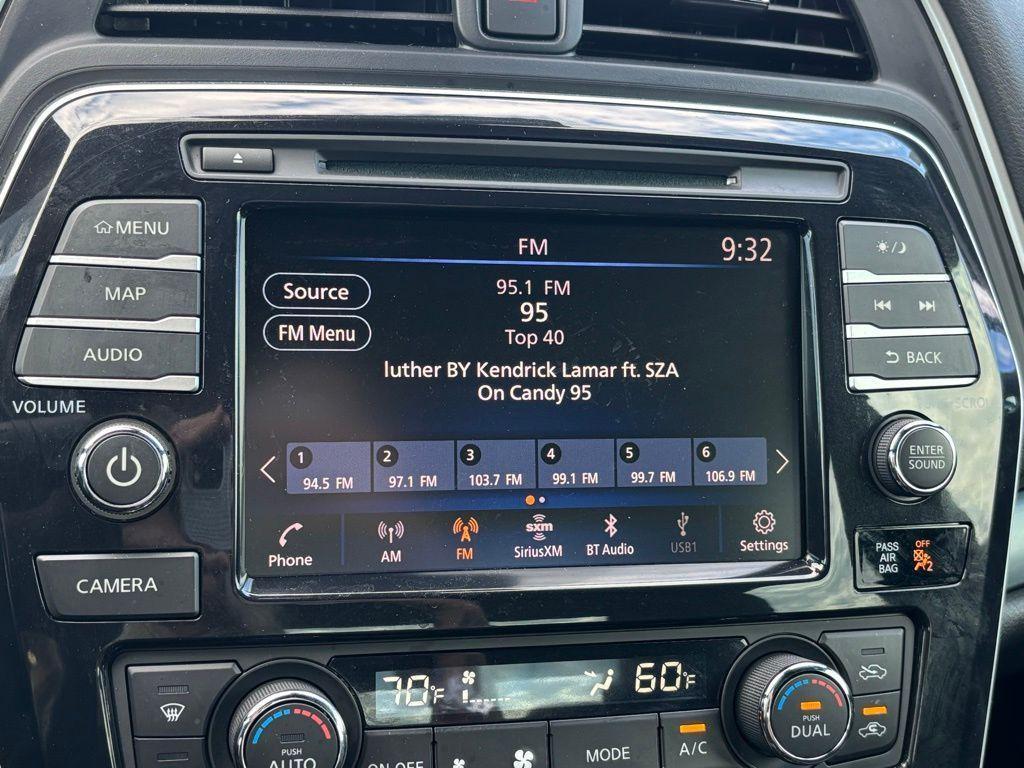 FM
9:32
MENU
Source
95.1 FM
95
MAP
FM Menu
Top 40
AUDIO
BACK
luther BY Kendrick Lamar ft. SZA
On Candy 95
VOLUME
ENTER
SOUND
1 2 3 4 5 6
94.5 FM 97.1 FM 103.7 FM 99.1 FM 99.7 FM 106.9 FM
Phone AM FM sxm SiriusXM BT Audio USB1 Settings
PASS
AIR
BAG
OFF
2
CAMERA
70°F
60°F
PUSH
AUTO
PUSH
DUAL
ON·OFF
MODE
A/C